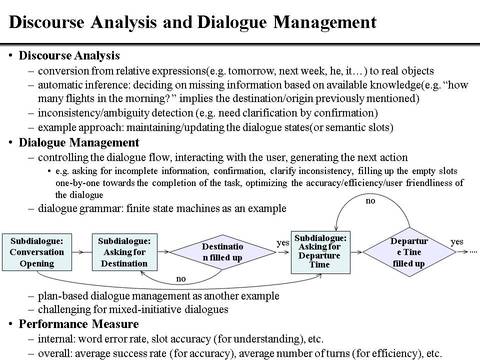 Discourse Analysis and Dialogue Management
• Discourse Analysis
– conversion from relative expressions(e.g. tomorrow, next week, he, it…) to real objects
– automatic inference: deciding on missing information based on available knowledge(e.g. “how
many flights in the morning? ” implies the destination/origin previously mentioned)
– inconsistency/ambiguity detection (e.g. need clarification by confirmation)
– example approach: maintaining/updating the dialogue states(or semantic slots)
• Dialogue Management
– controlling the dialogue flow, interacting with the user, generating the next action
• e.g. asking for incomplete information, confirmation, clarify inconsistency, filling up the empty slots
one-by-one towards the completion of the task, optimizing the accuracy/efficiency/user friendliness of
the dialogue
– dialogue grammar: finite state machines as an example
no
Subdialogue:
Conversation
Opening
Subdialogue:
Asking for
Destination
Destinatio
n filled up
yes
no
Subdialogue:
Asking for
Departure
Time
Departur
e Tine
filled up
yes
....
– plan-based dialogue management as another example
– challenging for mixed-initiative dialogues
• Performance Measure
– internal: word error rate, slot accuracy (for understanding), etc.
– overall: average success rate (for accuracy), average number of turns (for efficiency), etc.